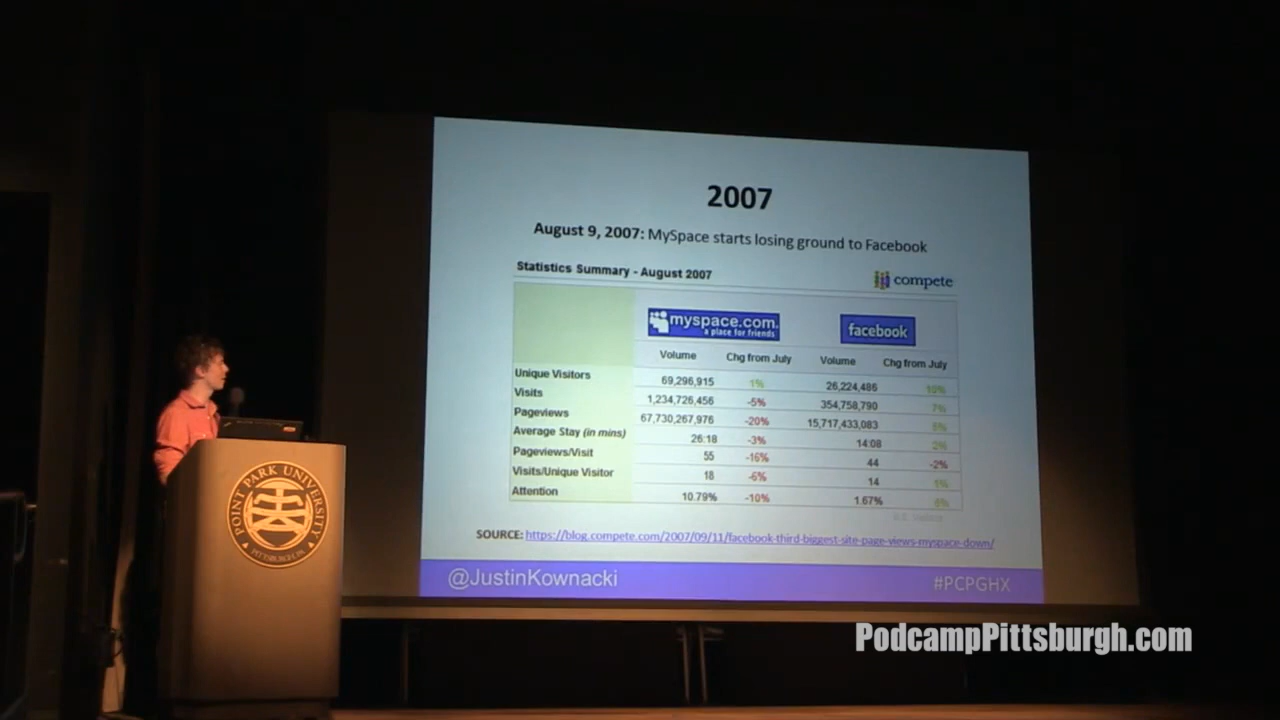 2007
August 9, 2007: MySpace starts losing ground to Facebook
Statistics Summary - August 2007
compete
myspace.com.
a place for friends
facebook
Volume Chg from July Volume Chg from July
Unique Visitors 69,296,915 1% 26,224,486 10%
Visits 1,234,726,456 -5% 354,758,790 7%
Pageviews 67,730,267,976 -20% 15,717,433,083
Average Stay (in mins) 26:18 -3% 14:08 2%
Pageviews/Visit 55 -16% 44 -2%
Visits/Unique Visitor 18 -6% 14
Attention 10.79% -10% 1.67%
SOURCE: https://blog.compete.com/2007/09/11/facebook-third-biggest-site-page-views-myspace-down/
@JustinKownacki #PCPGHX
POINT PARK UNIVERSITY
PITTSBURGH, PA
PodcampPittsburgh.com